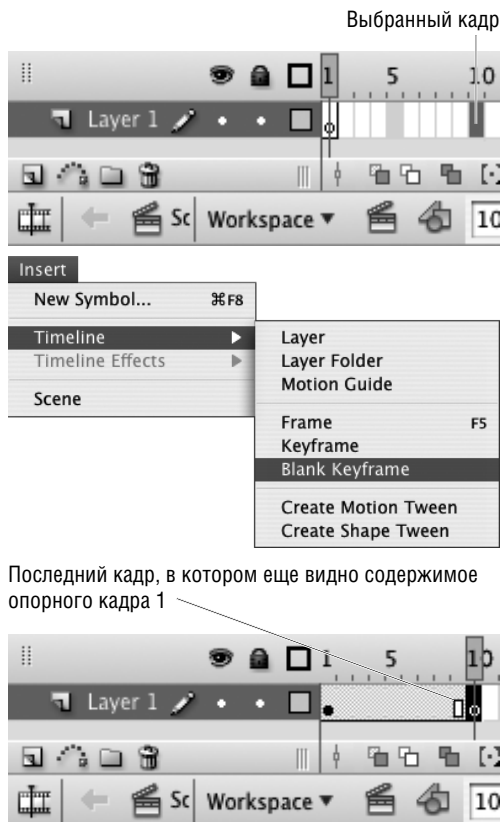 Выбранный кадр
1 5 10
Layer 1
Sc Workspace ▼ 10
Insert
New Symbol... ⌘F8
Timeline ▶
Timeline Effects ▶
Scene
Layer
Layer Folder
Motion Guide
Frame F5
Keyframe
Blank Keyframe
Create Motion Tween
Create Shape Tween
Последний кадр, в котором еще видно содержимое
опорного кадра 1
1 5 10
Layer 1
Sc Workspace ▼ 10